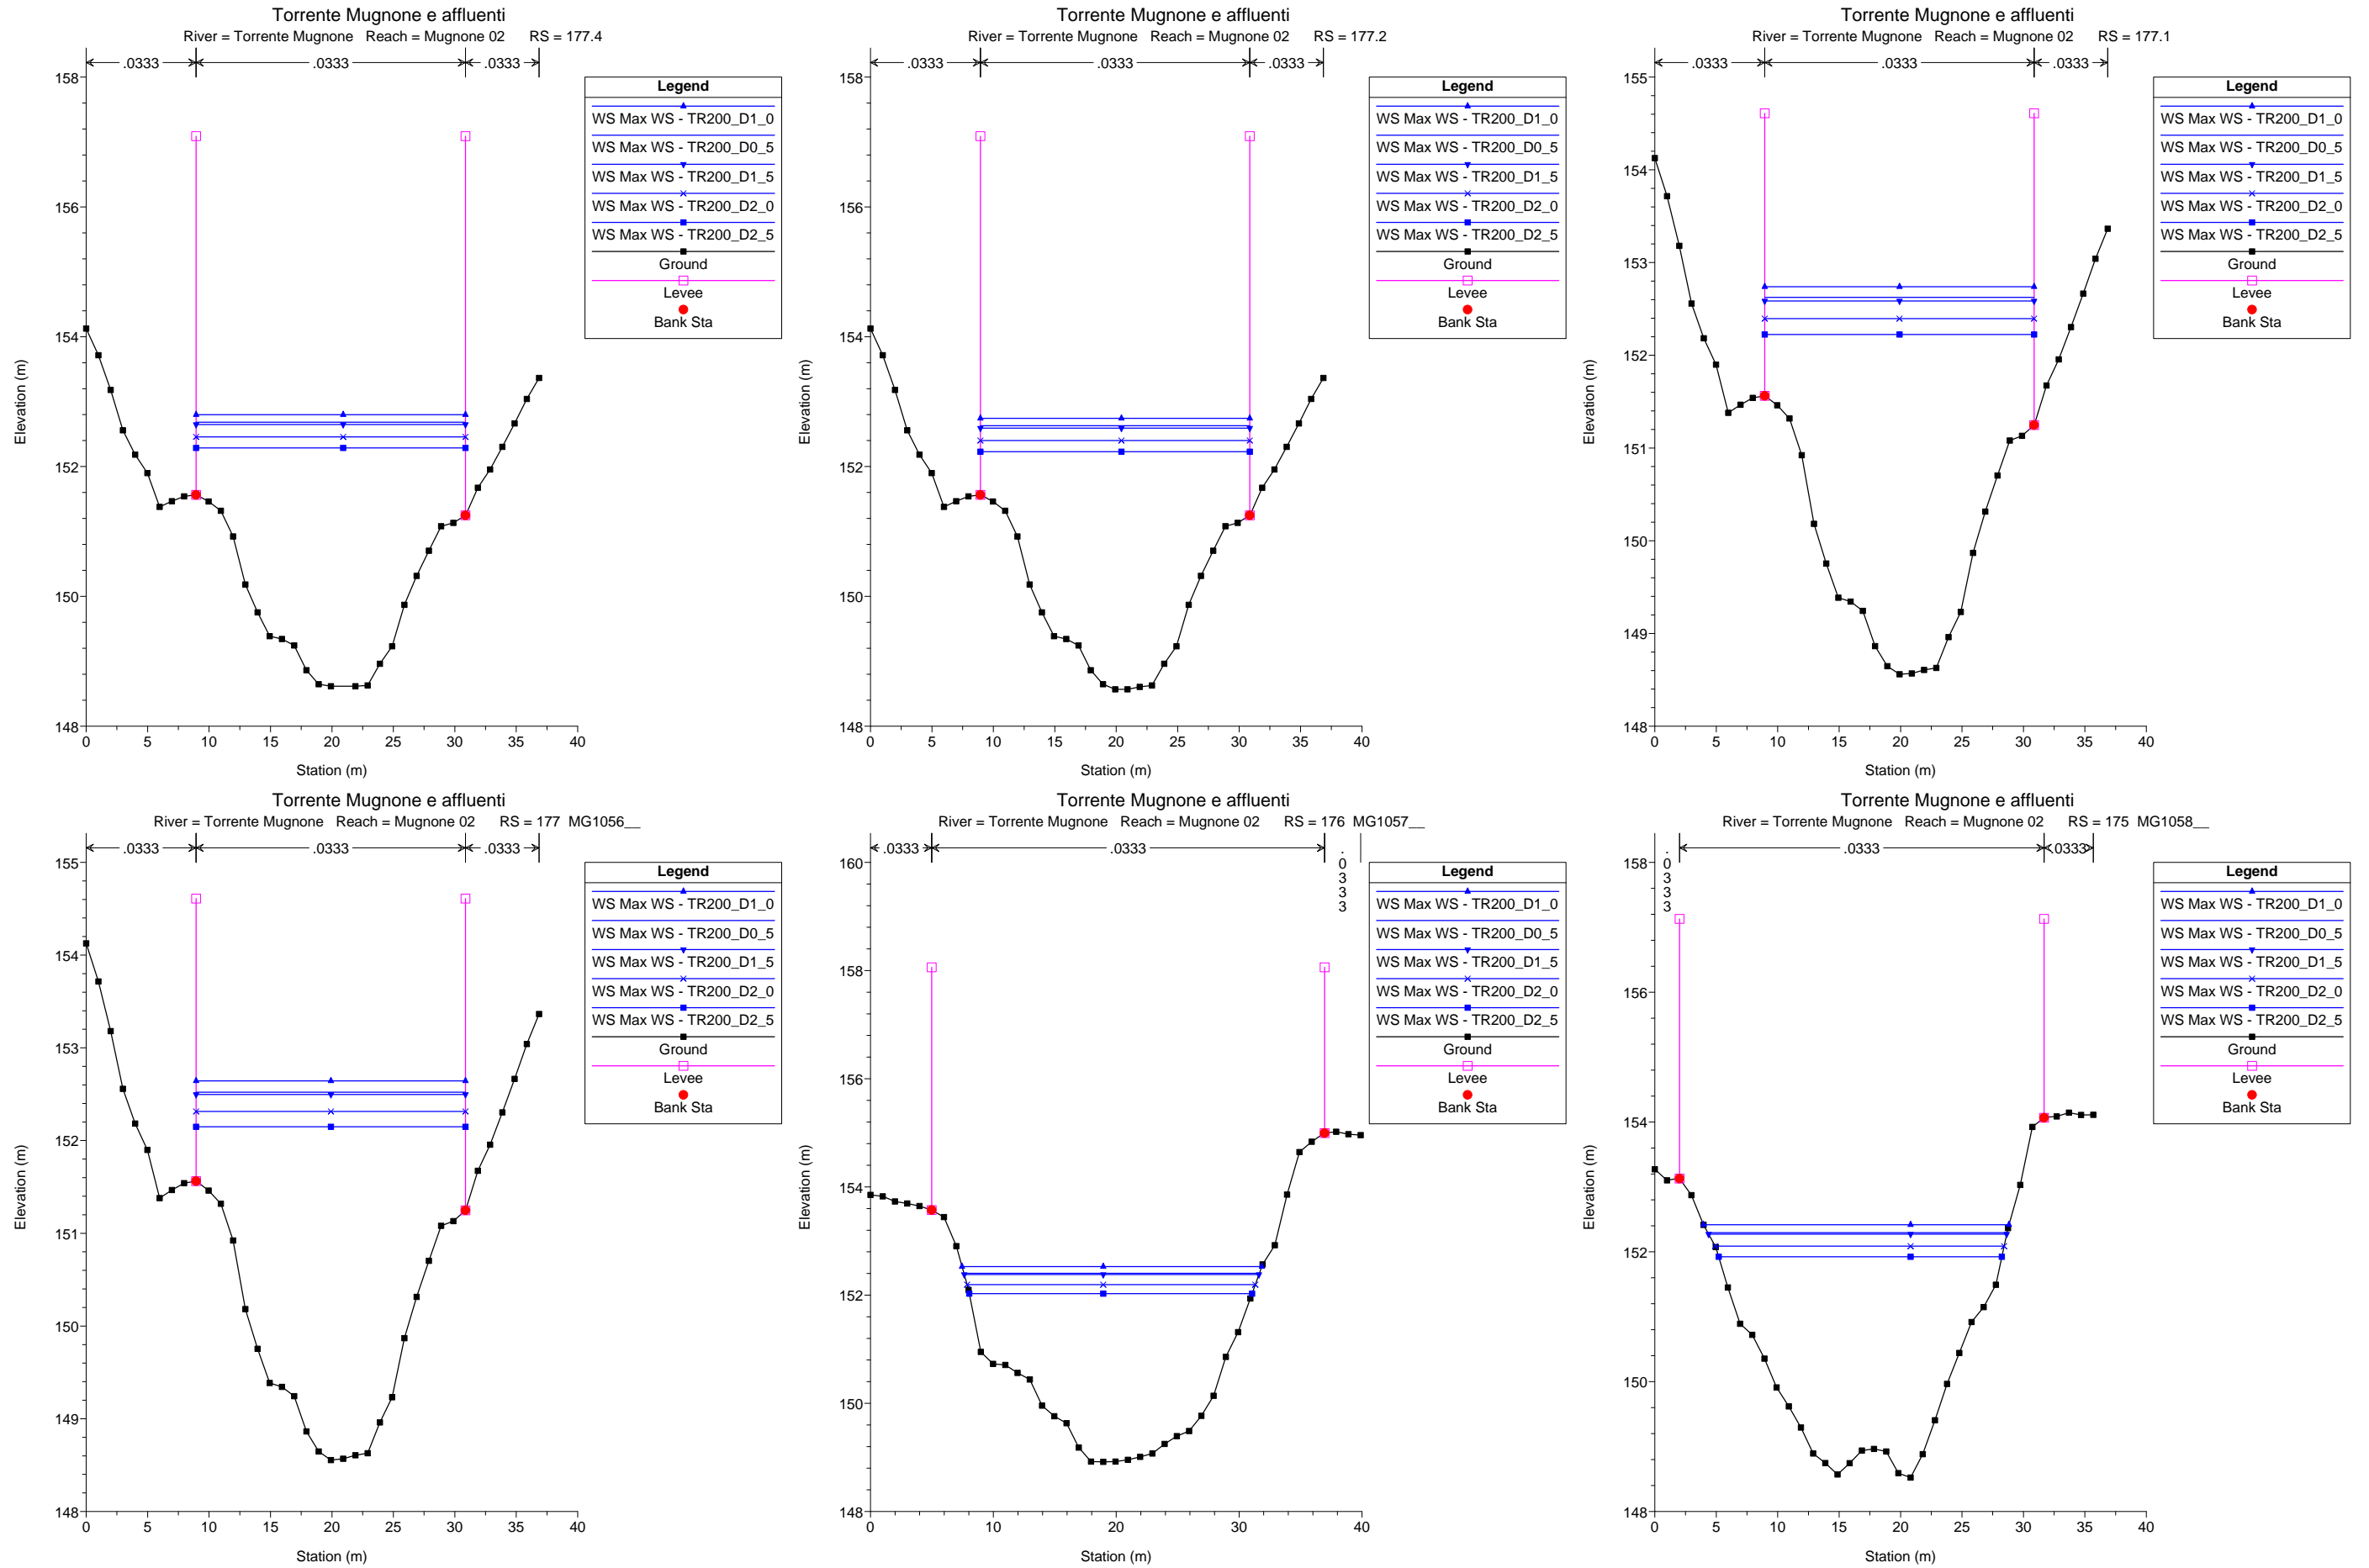 Torrente Mugnone e affluenti
River = Torrente Mugnone Reach = Mugnone 02 RS = 177.4
.0333 .0333 .0333
Legend
WS Max WS - TR200_D1_0
WS Max WS - TR200_D0_5
WS Max WS - TR200_D1_5
WS Max WS - TR200_D2_0
WS Max WS - TR200_D2_5
Ground
Levee
Bank Sta
158
156
154
152
150
148
Elevation (m)
0 5 10 15 20 25 30 35 40
Station (m)
Torrente Mugnone e affluenti
River = Torrente Mugnone Reach = Mugnone 02 RS = 177.2
.0333 .0333 .0333
Legend
WS Max WS - TR200_D1_0
WS Max WS - TR200_D0_5
WS Max WS - TR200_D1_5
WS Max WS - TR200_D2_0
WS Max WS - TR200_D2_5
Ground
Levee
Bank Sta
158
156
154
152
150
148
Elevation (m)
0 5 10 15 20 25 30 35 40
Station (m)
Torrente Mugnone e affluenti
River = Torrente Mugnone Reach = Mugnone 02 RS = 177.1
.0333 .0333 .0333
Legend
WS Max WS - TR200_D1_0
WS Max WS - TR200_D0_5
WS Max WS - TR200_D1_5
WS Max WS - TR200_D2_0
WS Max WS - TR200_D2_5
Ground
Levee
Bank Sta
155
154
153
152
151
150
149
148
Elevation (m)
0 5 10 15 20 25 30 35 40
Station (m)
Torrente Mugnone e affluenti
River = Torrente Mugnone Reach = Mugnone 02 RS = 177 MG1056__
.0333 .0333 .0333
Legend
WS Max WS - TR200_D1_0
WS Max WS - TR200_D0_5
WS Max WS - TR200_D1_5
WS Max WS - TR200_D2_0
WS Max WS - TR200_D2_5
Ground
Levee
Bank Sta
155
154
153
152
151
150
149
148
Elevation (m)
0 5 10 15 20 25 30 35 40
Station (m)
Torrente Mugnone e affluenti
River = Torrente Mugnone Reach = Mugnone 02 RS = 176 MG1057__
.0333 .0333 .0333
Legend
WS Max WS - TR200_D1_0
WS Max WS - TR200_D0_5
WS Max WS - TR200_D1_5
WS Max WS - TR200_D2_0
WS Max WS - TR200_D2_5
Ground
Levee
Bank Sta
160
158
156
154
152
150
148
Elevation (m)
0 10 20 30 40
Station (m)
Torrente Mugnone e affluenti
River = Torrente Mugnone Reach = Mugnone 02 RS = 175 MG1058__
.0333 .0333 .0333
Legend
WS Max WS - TR200_D1_0
WS Max WS - TR200_D0_5
WS Max WS - TR200_D1_5
WS Max WS - TR200_D2_0
WS Max WS - TR200_D2_5
Ground
Levee
Bank Sta
158
156
154
152
150
148
Elevation (m)
0 5 10 15 20 25 30 35 40
Station (m)